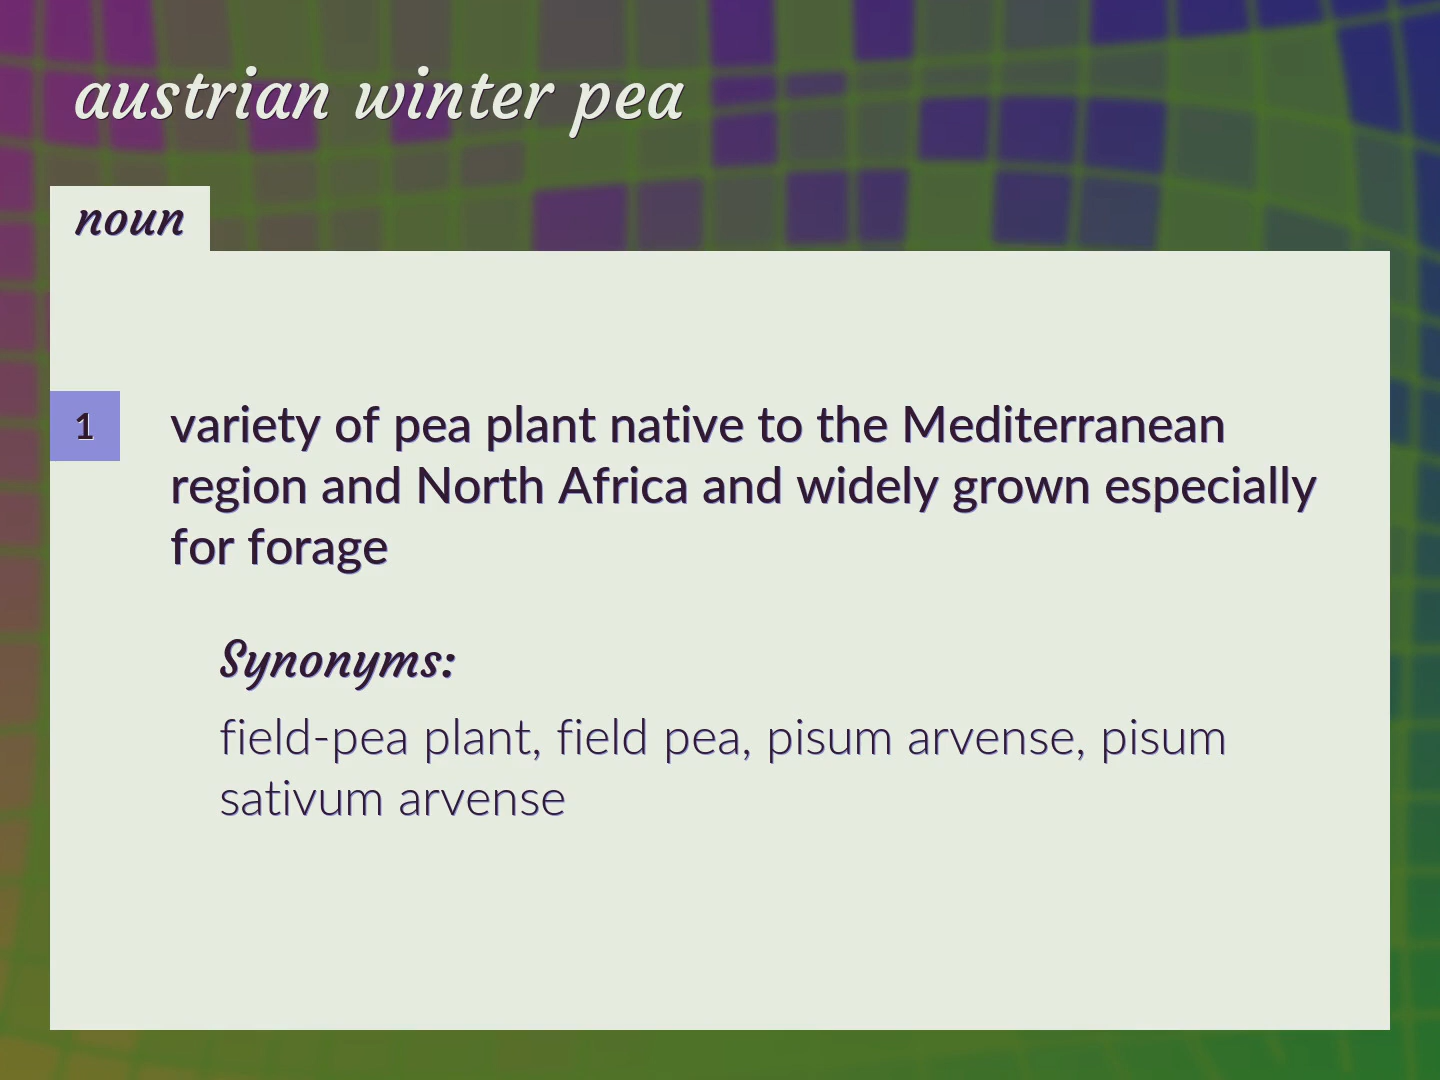 austrian winter pea
noun
1
variety of pea plant native to the Mediterranean
region and North Africa and widely grown especially
for forage
Synonyms:
field-pea plant, field pea, pisum arvense, pisum
sativum arvense